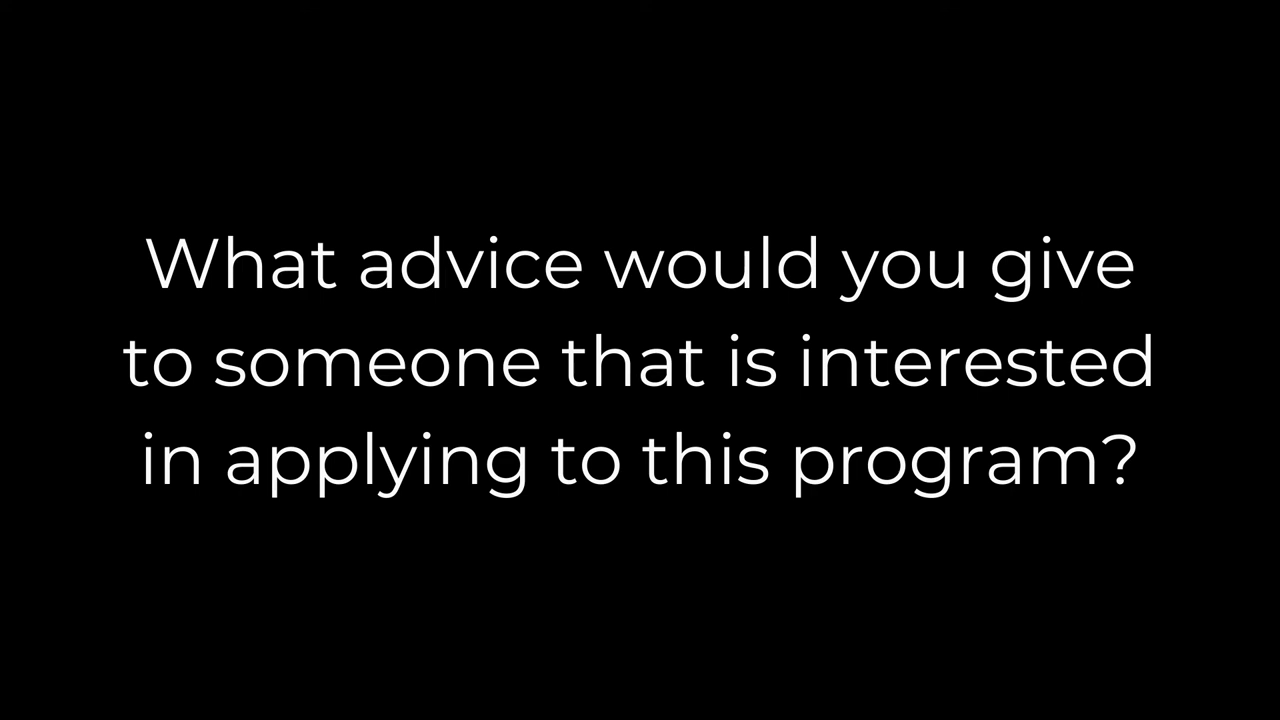 What advice would you give
to someone that is interested
in applying to this program?